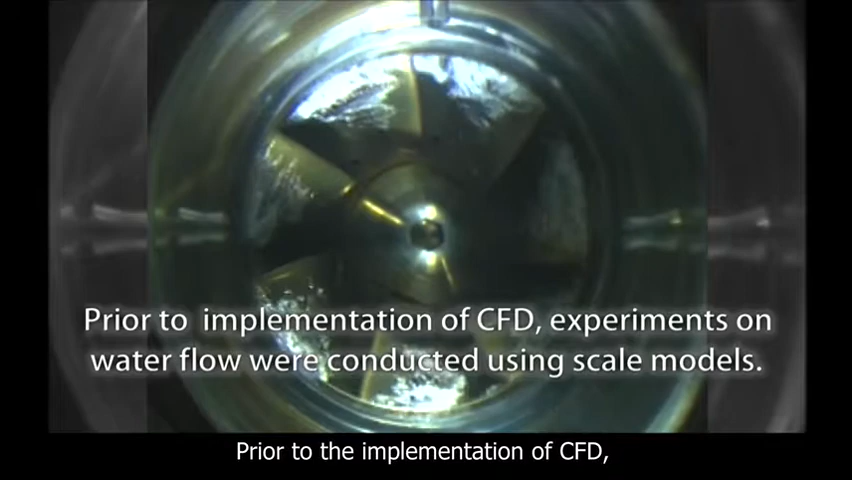 Prior to  implementation of CFD, experiments on
water flow were conducted using scale models.
Prior to the implementation of CFD,